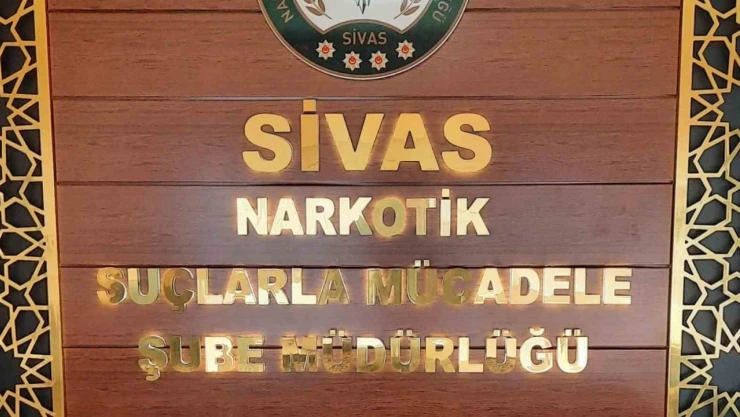 SİVAS
SİVAS
NARKOTİK
SUÇLARLA MÜCADELE
ŞUBE MÜDÜRLÜĞÜ